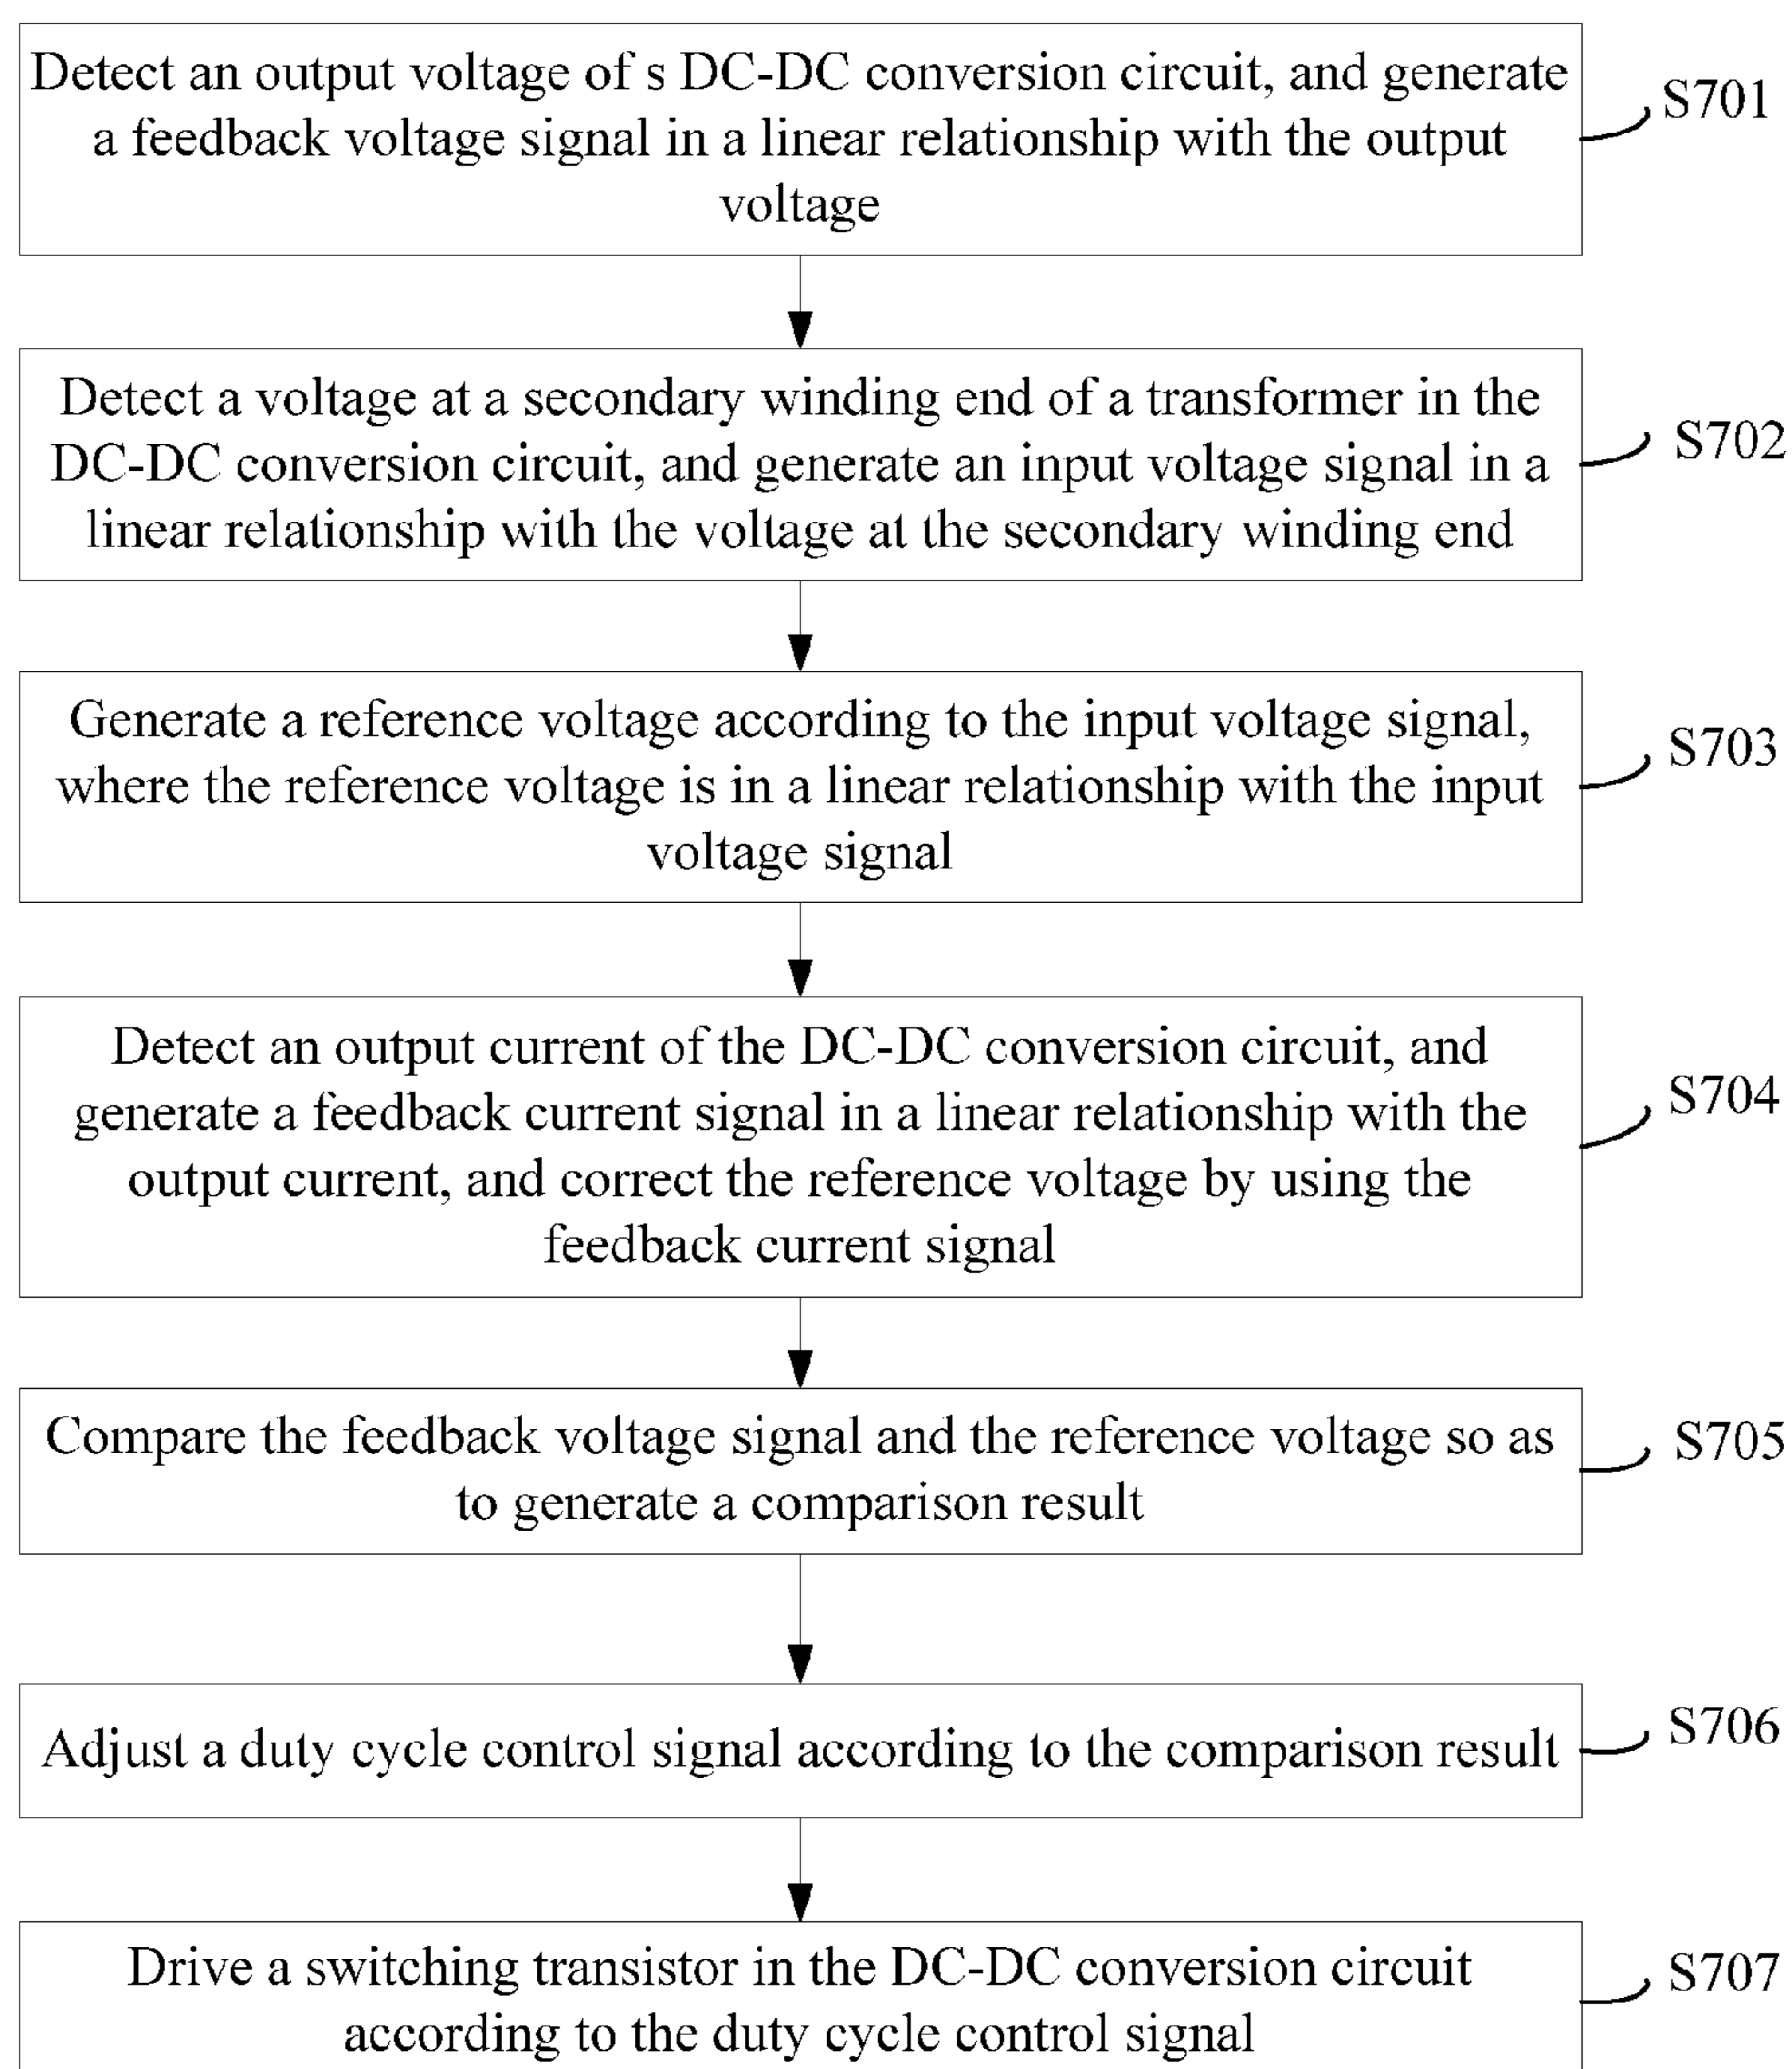 Detect an output voltage of s DC-DC conversion circuit, and generate
a feedback voltage signal in a linear relationship with the output
voltage
S701
Detect a voltage at a secondary winding end of a transformer in the
DC-DC conversion circuit, and generate an input voltage signal in a
linear relationship with the voltage at the secondary winding end
S702
Generate a reference voltage according to the input voltage signal,
where the reference voltage is in a linear relationship with the input
voltage signal
S703
Detect an output current of the DC-DC conversion circuit, and
generate a feedback current signal in a linear relationship with the
output current, and correct the reference voltage by using the
feedback current signal
S704
Compare the feedback voltage signal and the reference voltage so as
to generate a comparison result
S705
Adjust a duty cycle control signal according to the comparison result
S706
Drive a switching transistor in the DC-DC conversion circuit
according to the duty cycle control signal
S707